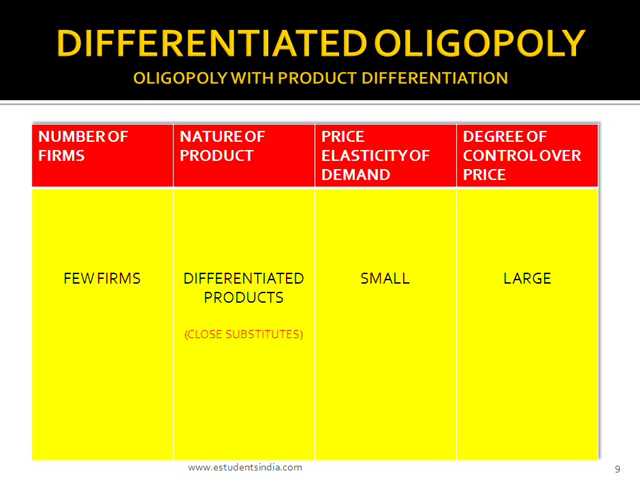 DIFFERENTIATED OLIGOPOLY
OLIGOPOLY WITH PRODUCT DIFFERENTIATION
NUMBER OF
FIRMS
NATURE OF
PRODUCT
PRICE
ELASTICITY OF
DEMAND
DEGREE OF
CONTROL OVER
PRICE
FEW FIRMS
DIFFERENTIATED
PRODUCTS
(CLOSE SUBSTITUTES)
SMALL
LARGE
www.estudentsindia.com
9